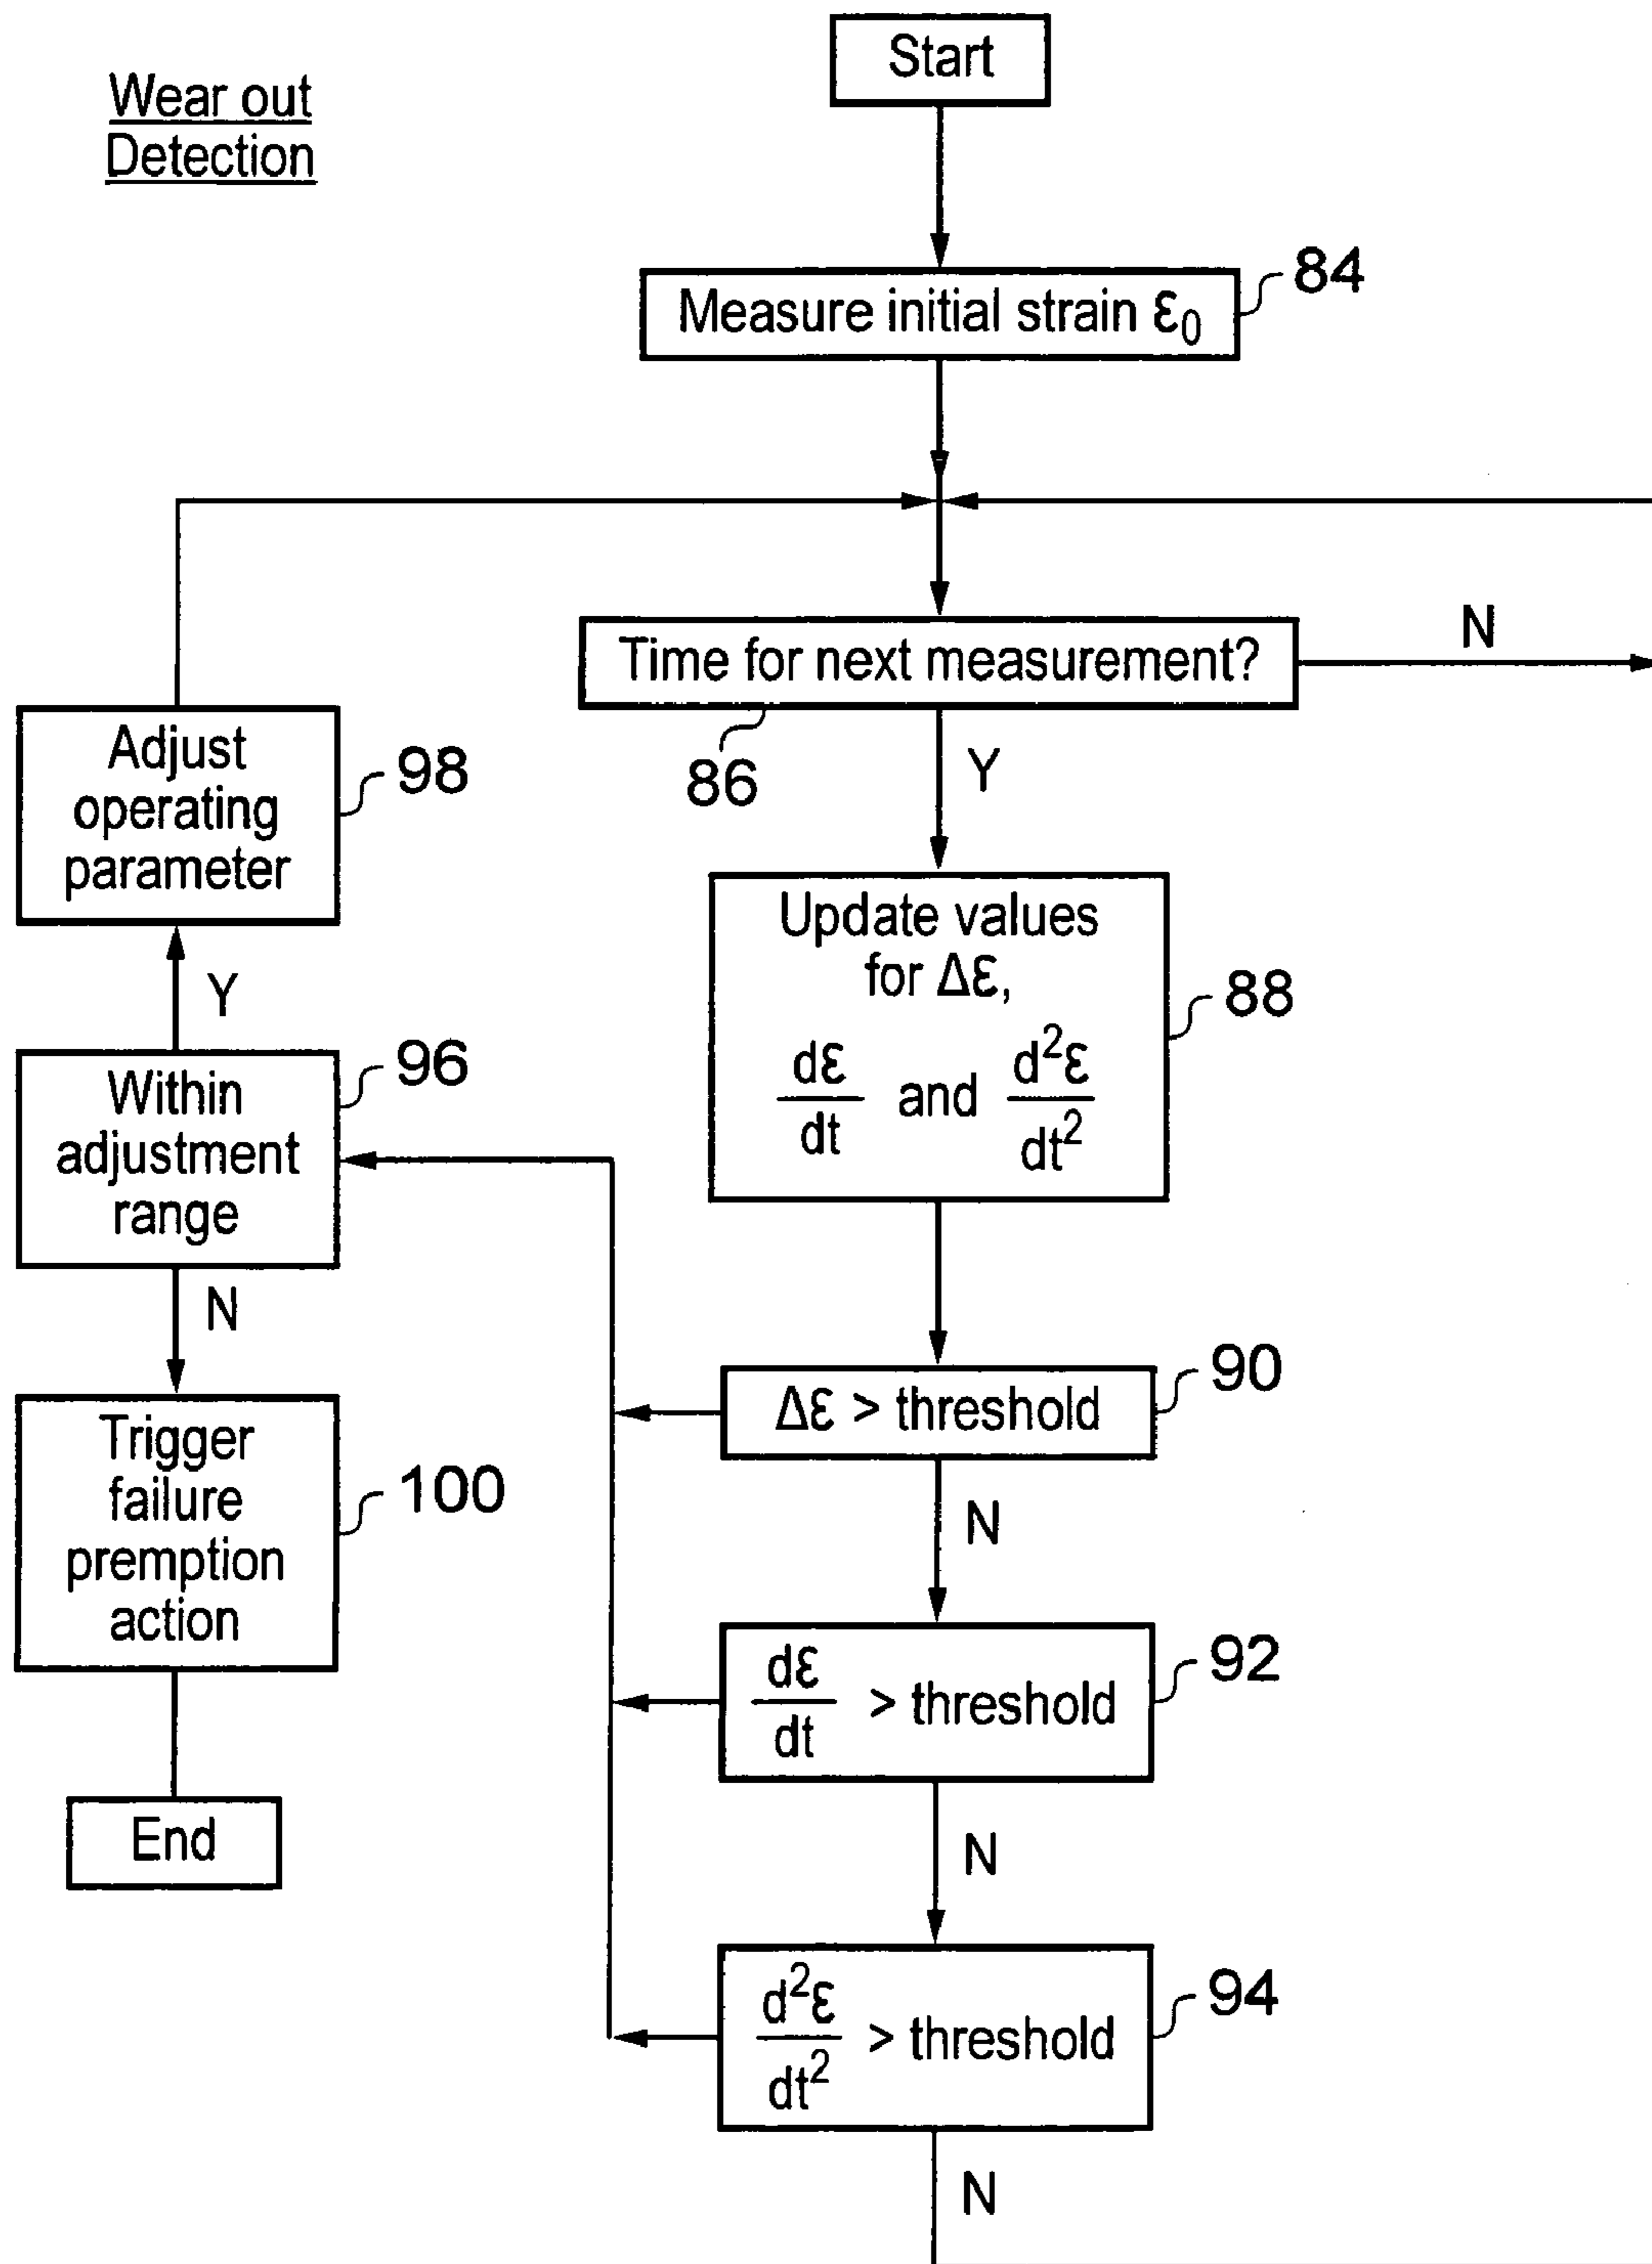 Wear out
Detection
Start
Measure initial strain ε₀
84
Time for next measurement?
N
86
Y
Update values
for Δε,
dε/dt and d²ε/dt²
88
Δε > threshold
90
N
dε/dt > threshold
92
N
d²ε/dt² > threshold
94
N
Adjust
operating
parameter
98
Y
Within
adjustment
range
96
N
Trigger
failure
premption
action
100
End